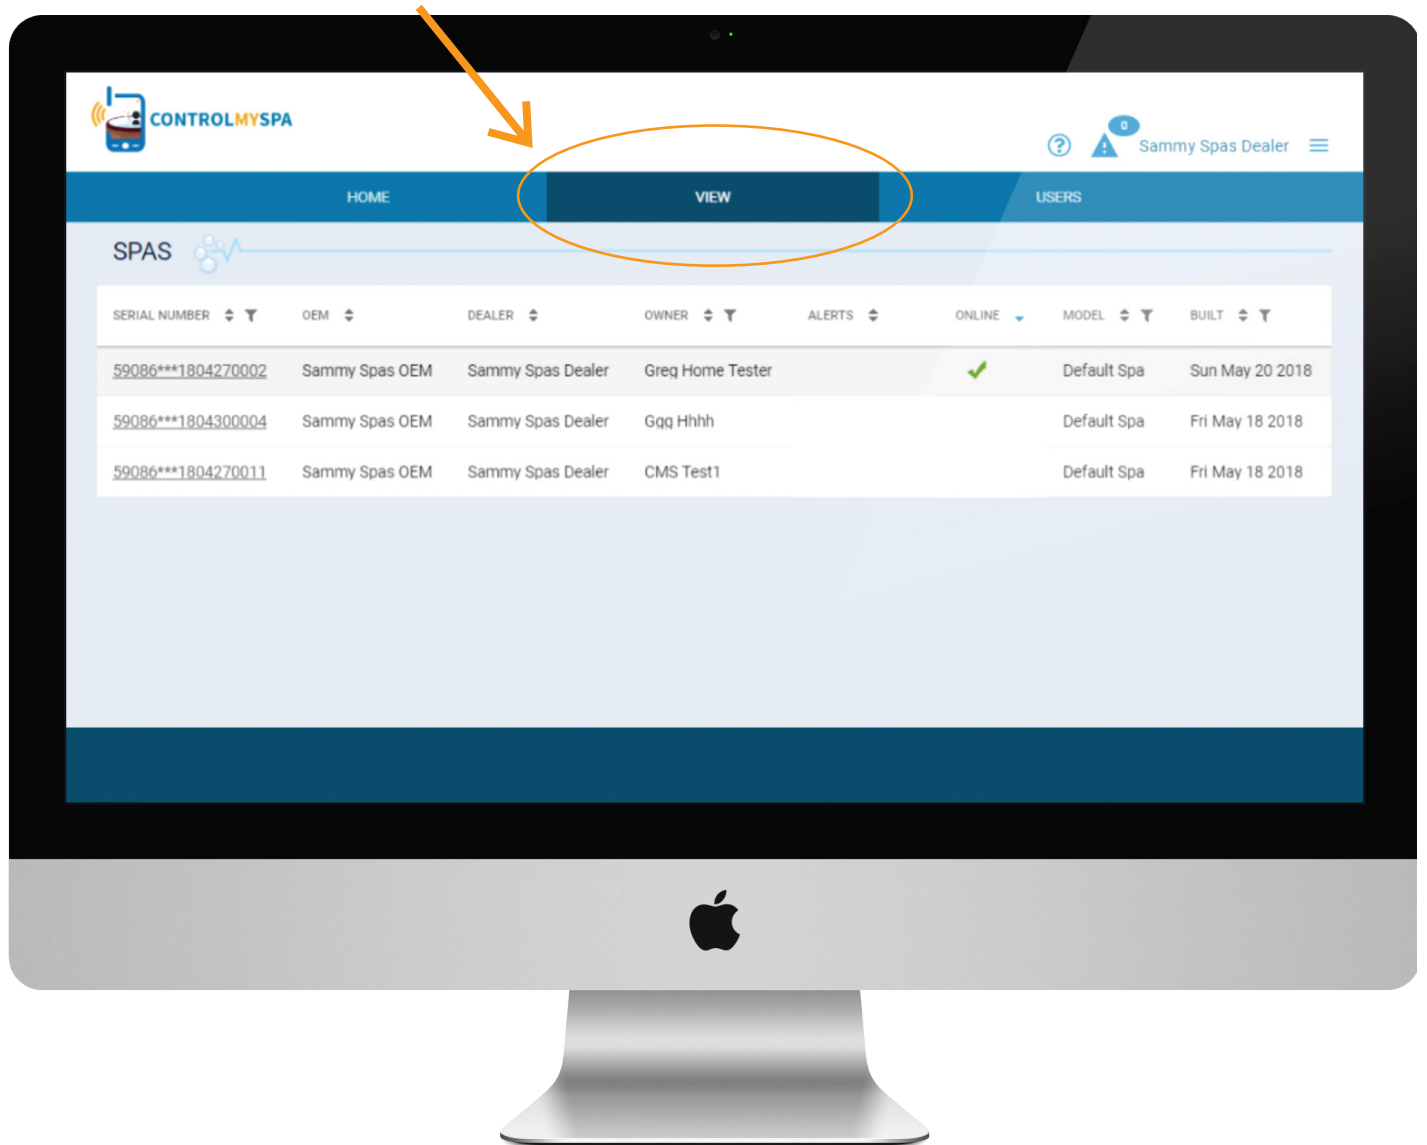 CONTROLMYSPA
0
Sammy Spas Dealer
HOME VIEW USERS
SPAS
SERIAL NUMBER OEM DEALER OWNER ALERTS ONLINE MODEL BUILT
59086***1804270002 Sammy Spas OEM Sammy Spas Dealer Greg Home Tester Default Spa Sun May 20 2018
59086***1804300004 Sammy Spas OEM Sammy Spas Dealer Ggg Hhhh Default Spa Fri May 18 2018
59086***1804270011 Sammy Spas OEM Sammy Spas Dealer CMS Test1 Default Spa Fri May 18 2018